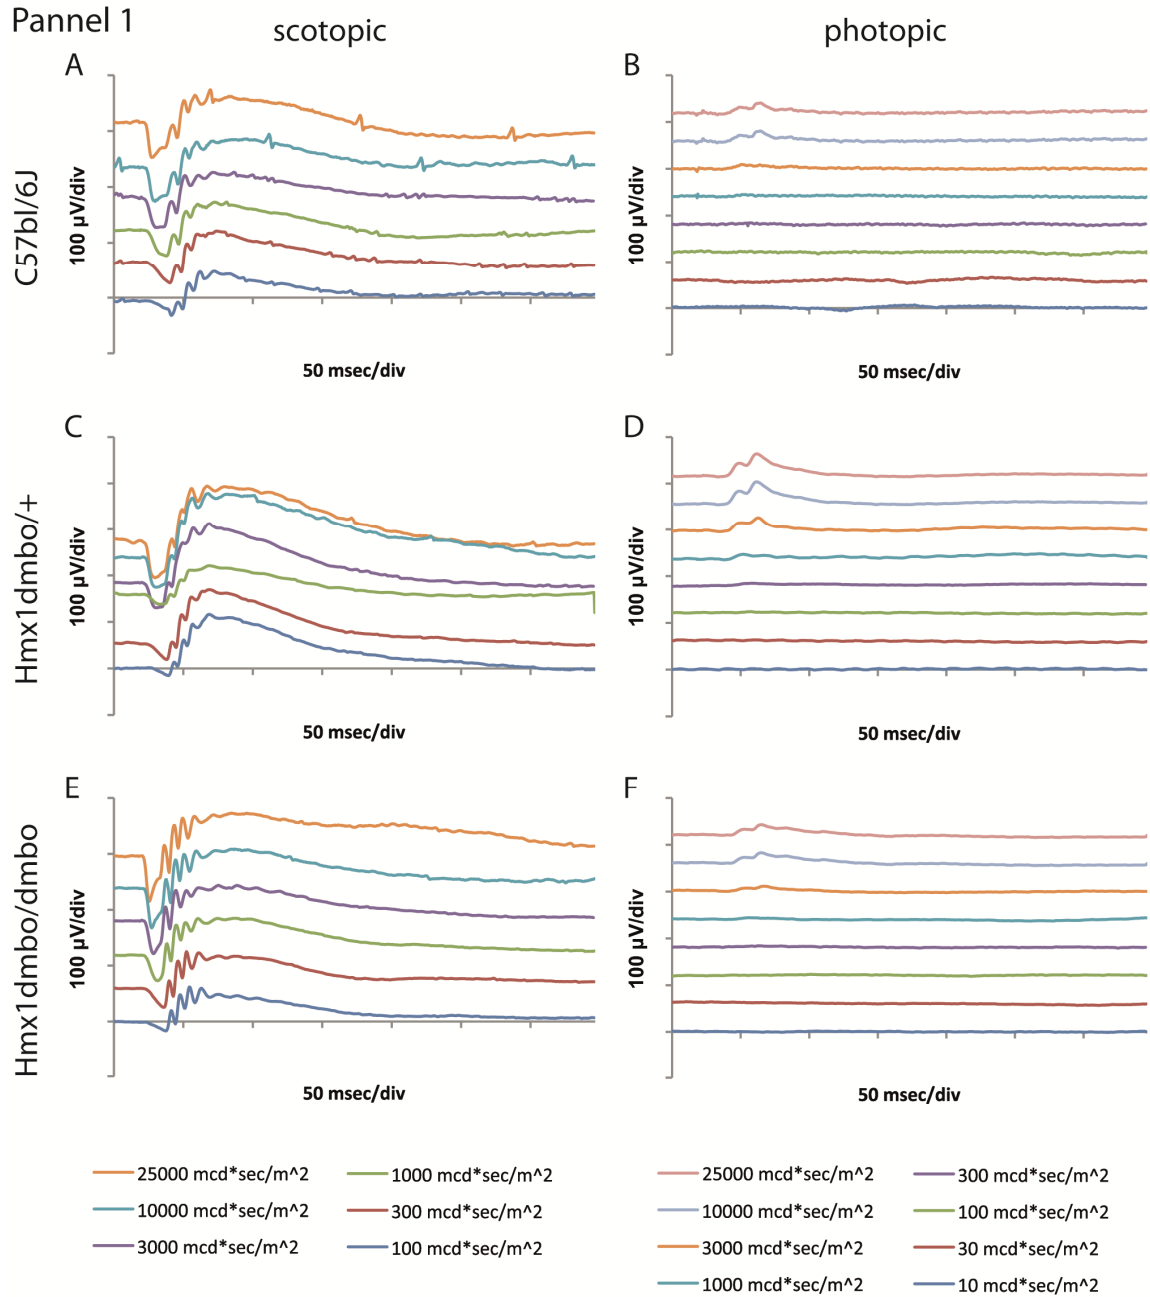 Pannel 1
scotopic
photopic
A
B
C57bl/6J
100 µV/div
100 µV/div
50 msec/div
50 msec/div
C
D
Hmx1dmbo/+
100 µV/div
100 µV/div
50 msec/div
50 msec/div
E
F
Hmx1dmbo/dmbo
100 µV/div
100 µV/div
50 msec/div
50 msec/div
25000 mcd*sec/m^2
1000 mcd*sec/m^2
10000 mcd*sec/m^2
300 mcd*sec/m^2
3000 mcd*sec/m^2
100 mcd*sec/m^2
25000 mcd*sec/m^2
300 mcd*sec/m^2
10000 mcd*sec/m^2
100 mcd*sec/m^2
3000 mcd*sec/m^2
30 mcd*sec/m^2
1000 mcd*sec/m^2
10 mcd*sec/m^2